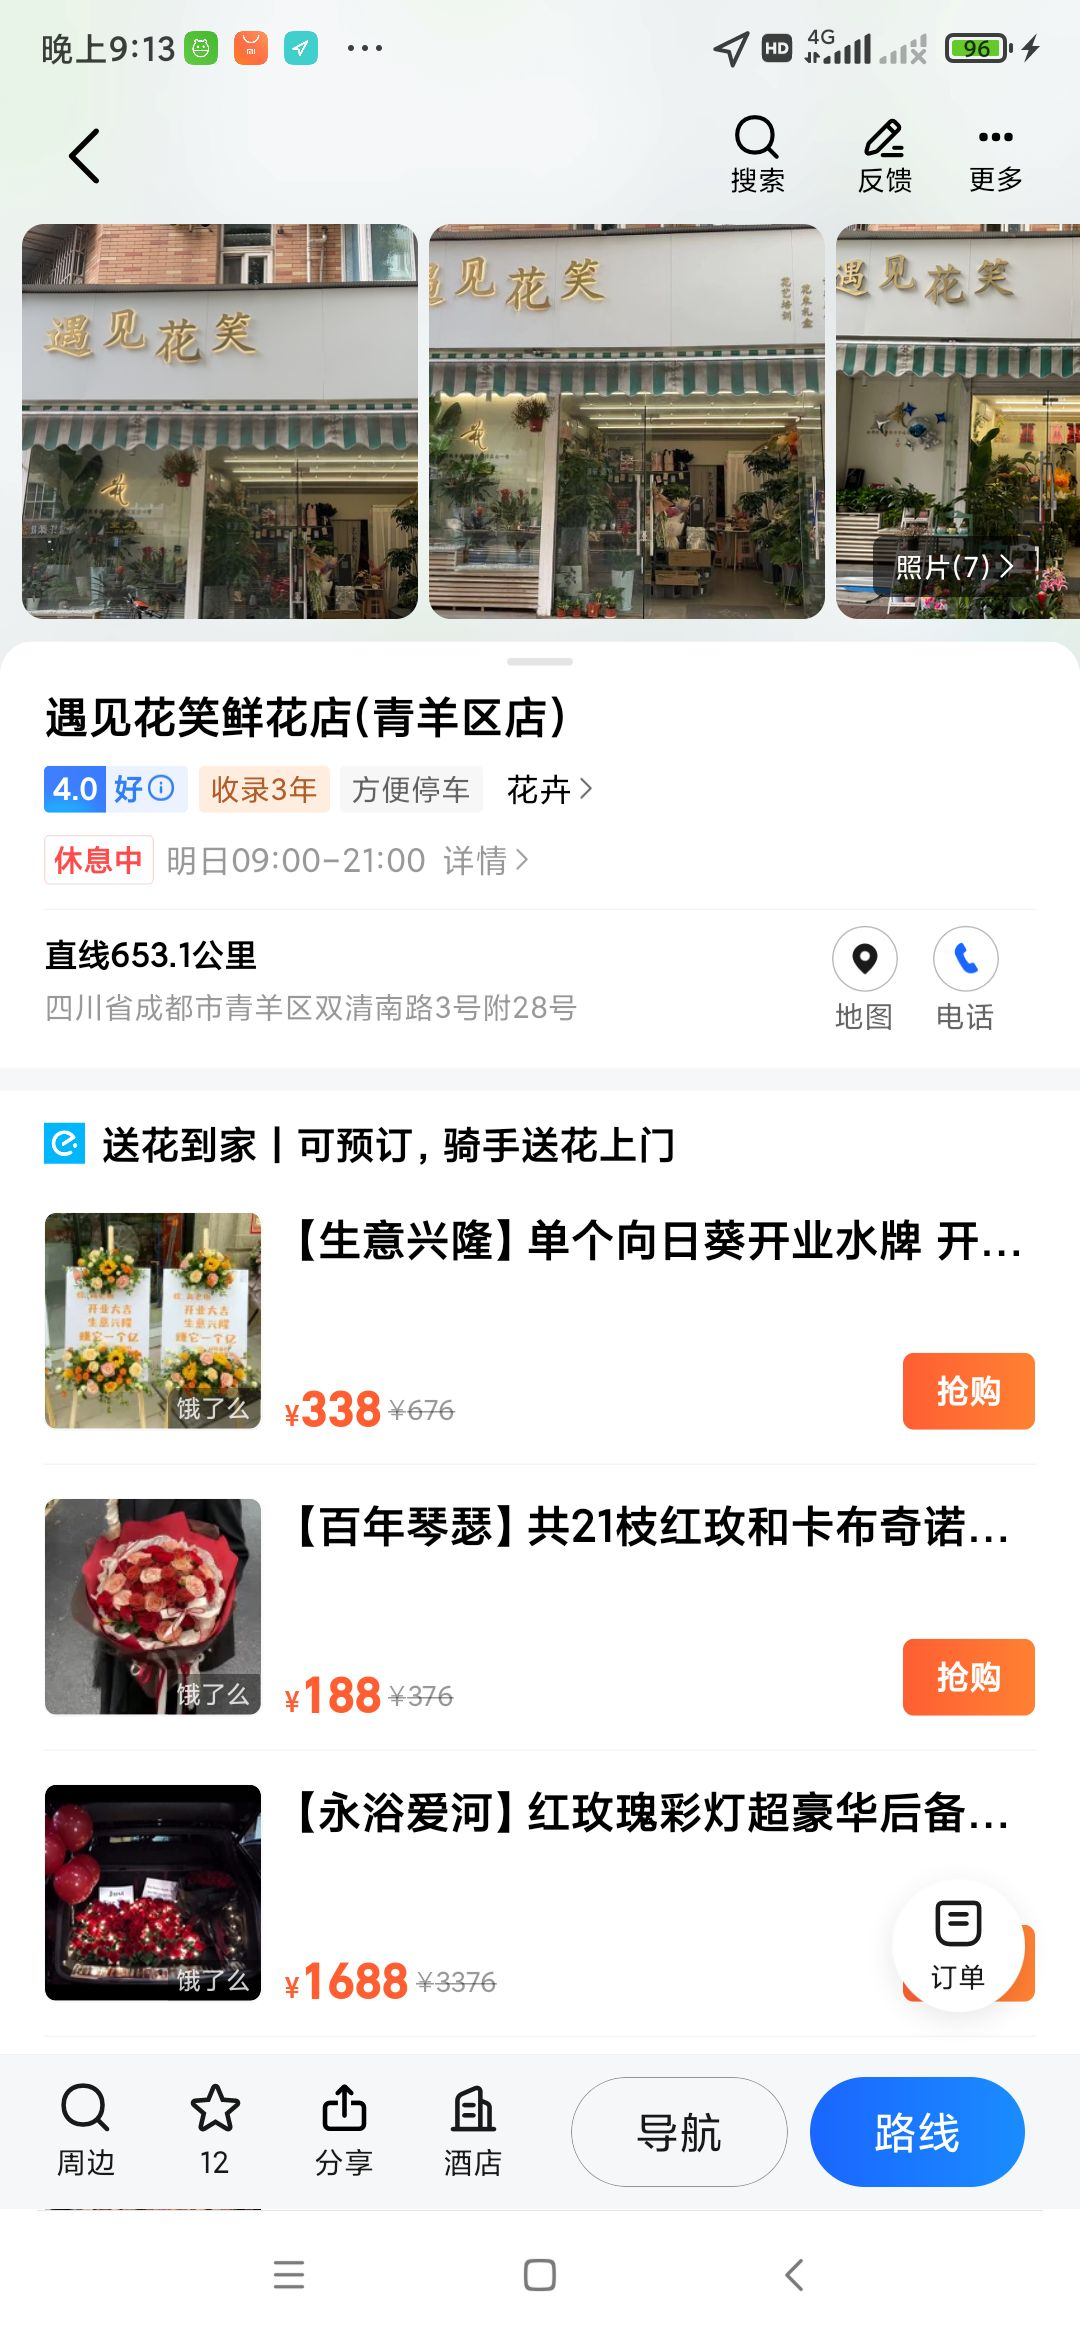 晚上9:13
HD
4G
96
搜索
反馈
更多
遇见花笑
遇见花笑
花艺培训
花束礼盒
遇见花笑
照片(7)
遇见花笑鲜花店(青羊区店)
4.0 好 收录3年 方便停车 花卉
休息中 明日09:00-21:00 详情
直线653.1公里
四川省成都市青羊区双清南路3号附28号
地图
电话
送花到家 | 可预订，骑手送花上门
【生意兴隆】单个向日葵开业水牌 开...
开业大吉
生意兴隆
赚它一个亿
开业大吉
生意兴隆
赚它一个亿
饿了么
¥338 ¥676
抢购
【百年琴瑟】共21枝红玫和卡布奇诺...
饿了么
¥188 ¥376
抢购
【永浴爱河】红玫瑰彩灯超豪华后备...
饿了么
¥1688 ¥3376
订单
周边
12
分享
酒店
导航
路线